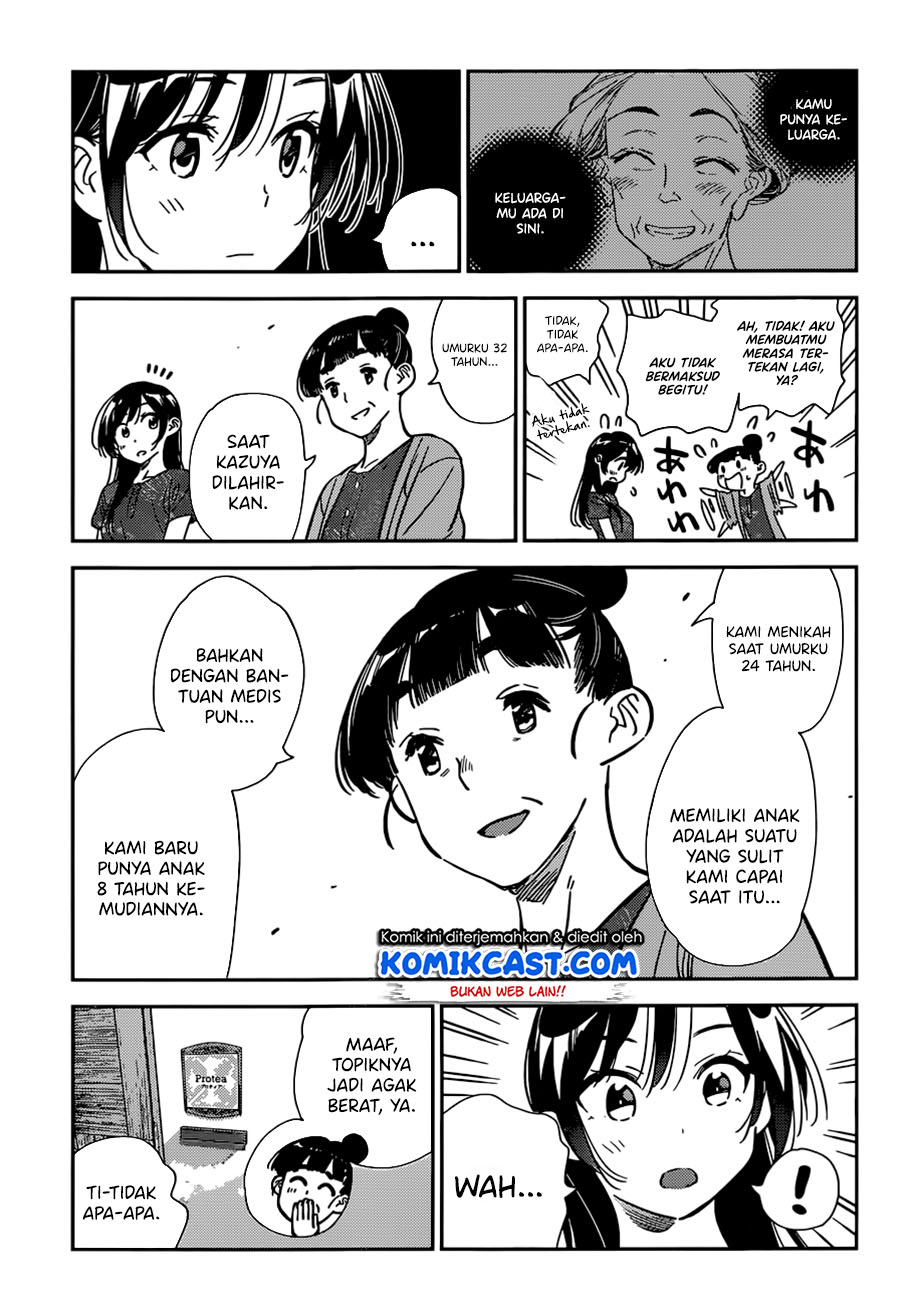 KAMU
PUNYA KE-
LUARGA.
KELUARGA-
MU ADA DI
SINI.
...
AH, TIDAK! AKU
MEMBUATMU
MERASA TER-
TEKAN LAGI,
YA?
AKU TIDAK
BERMAKSUD
BEGITU!
TIDAK,
TIDAK
APA-APA.
Aku tidak
tertekan!
あわわ
あれれ
UMURKU 32
TAHUN...
SAAT
KAZUYA
DILAHIR-
KAN.
KAMI MENIKAH
SAAT UMURKU
24 TAHUN.
MEMILIKI ANAK
ADALAH SUATU
YANG SULIT
KAMI CAPAI
SAAT ITU...
BAHKAN
DENGAN BAN-
TUAN MEDIS
PUN...
KAMI BARU
PUNYA ANAK
8 TAHUN KE-
MUDIANNYA.
Komik ini diterjemahkan & diedit oleh
KOMIKCAST.COM
BUKAN WEB LAIN!!
!
WAH...
MAAF,
TOPIKNYA
JADI AGAK
BERAT, YA.
Protea
TI-TIDAK
APA-APA.